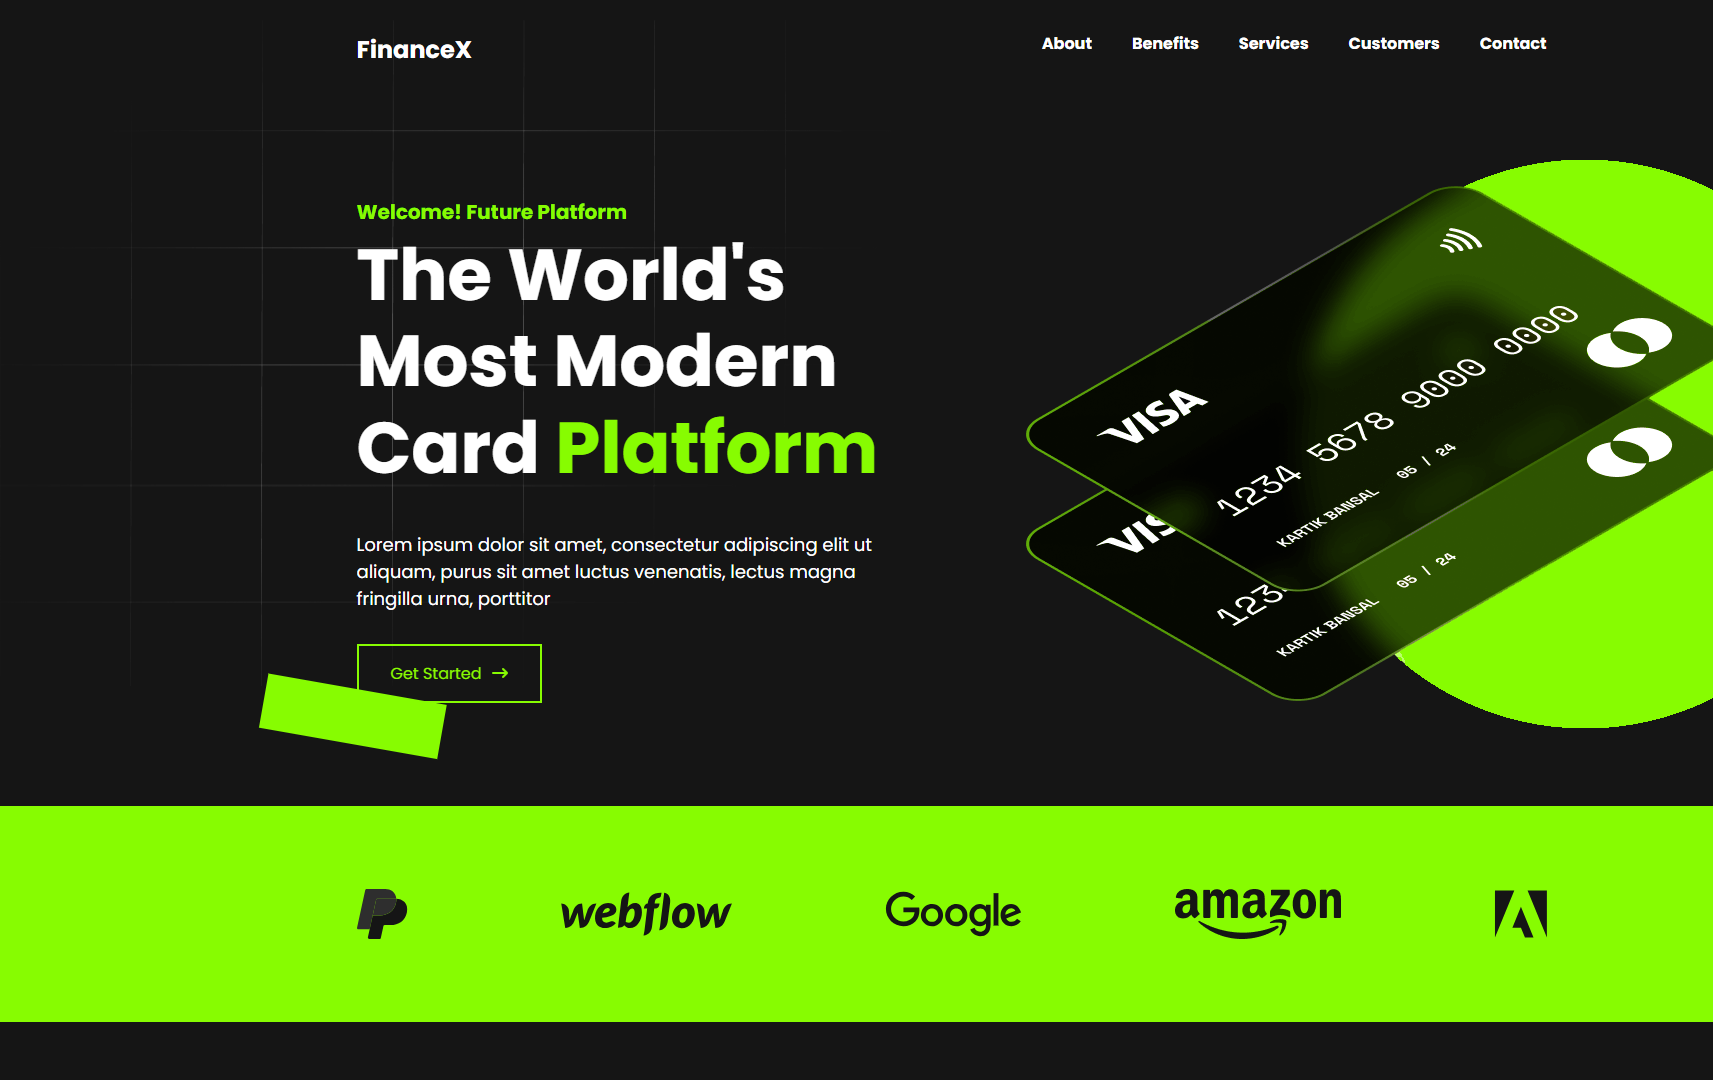 FinanceX
About Benefits Services Customers Contact
Welcome! Future Platform
The World's
Most Modern
Card Platform
Lorem ipsum dolor sit amet, consectetur adipiscing elit ut
aliquam, purus sit amet luctus venenatis, lectus magna
fringilla urna, porttitor
Get Started
VISA
1234 5678 9000 0000
KARTIK BANSAL 05 / 24
VIS
123
KARTIK BANSAL 05 / 24
webflow
Google
amazon